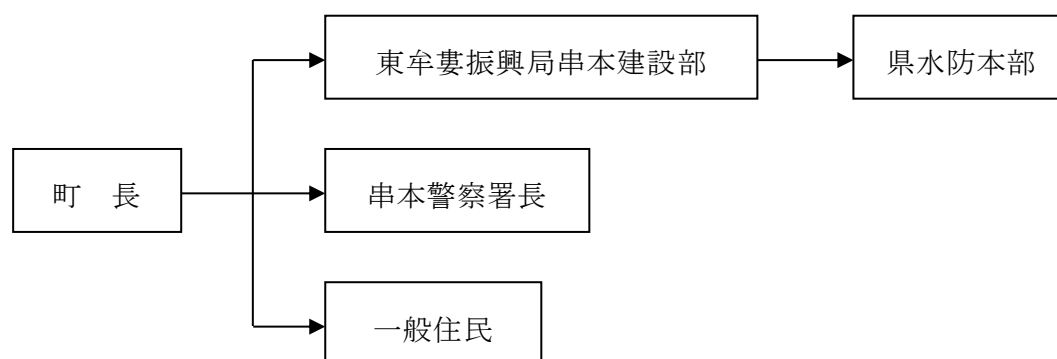 東牟婁振興局串本建設部
県水防本部
町　長
串本警察署長
一般住民